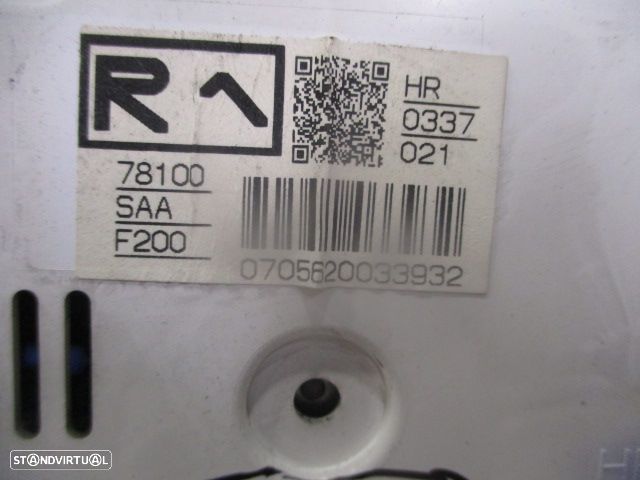 R ^
HR
0337
021
78100
SAA
F200
0705620033932
STANDVIRTUAL